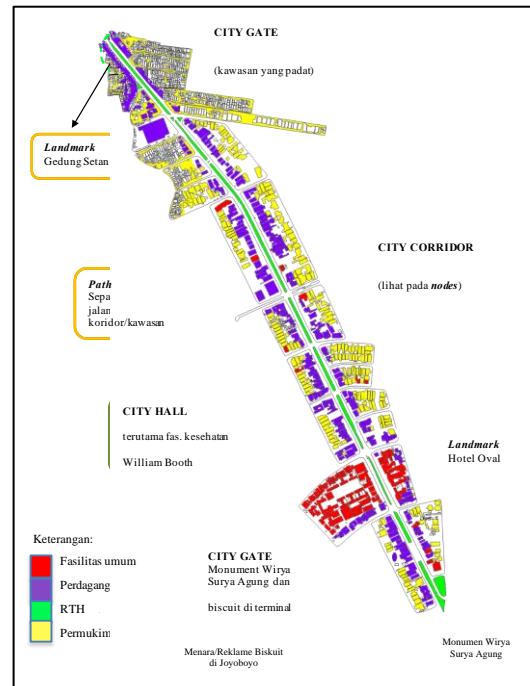 CITY GATE
(kawasan yang padat)
Landmark
Gedung Setan
CITY CORRIDOR
(lihat pada nodes)
Path
Sepa
jalan
koridor/kawasan
CITY HALL
terutama fas. kesehatan
William Booth
Landmark
Hotel Oval
Keterangan:
Fasilitas umum
Perdagang
RTH
Permukim
CITY GATE
Monument Wirya
Surya Agung dan
biscuit di terminal
Menara/Reklame Biskuit
di Joyoboyo
Monumen Wirya
Surya Agung